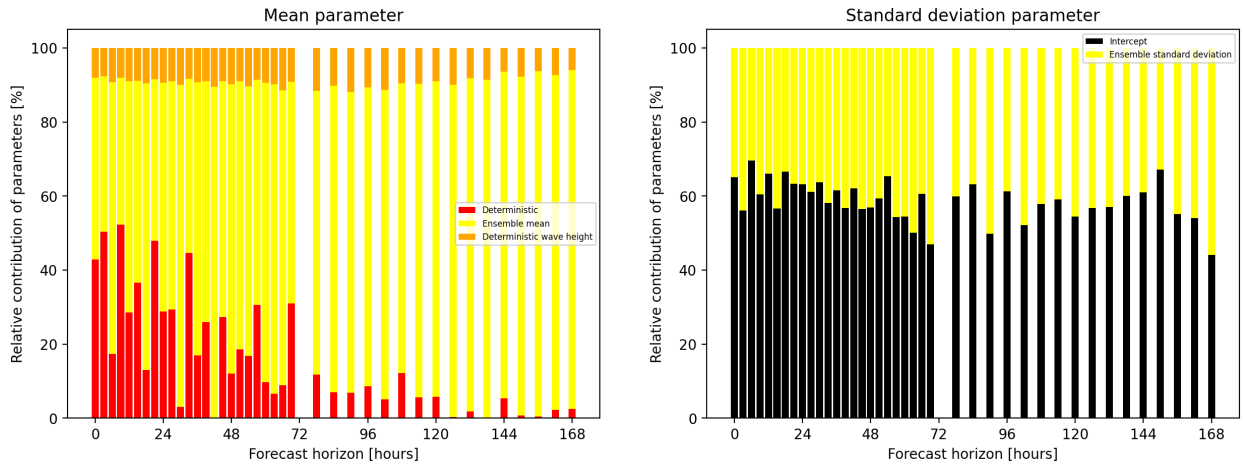 Mean parameter
Relative contribution of parameters [%]
100
80
60
40
20
0
Deterministic
Ensemble mean
Deterministic wave height
0 24 48 72 96 120 144 168
Forecast horizon [hours]
Standard deviation parameter
Relative contribution of parameters [%]
100
80
60
40
20
0
Intercept
Ensemble standard deviation
0 24 48 72 96 120 144 168
Forecast horizon [hours]